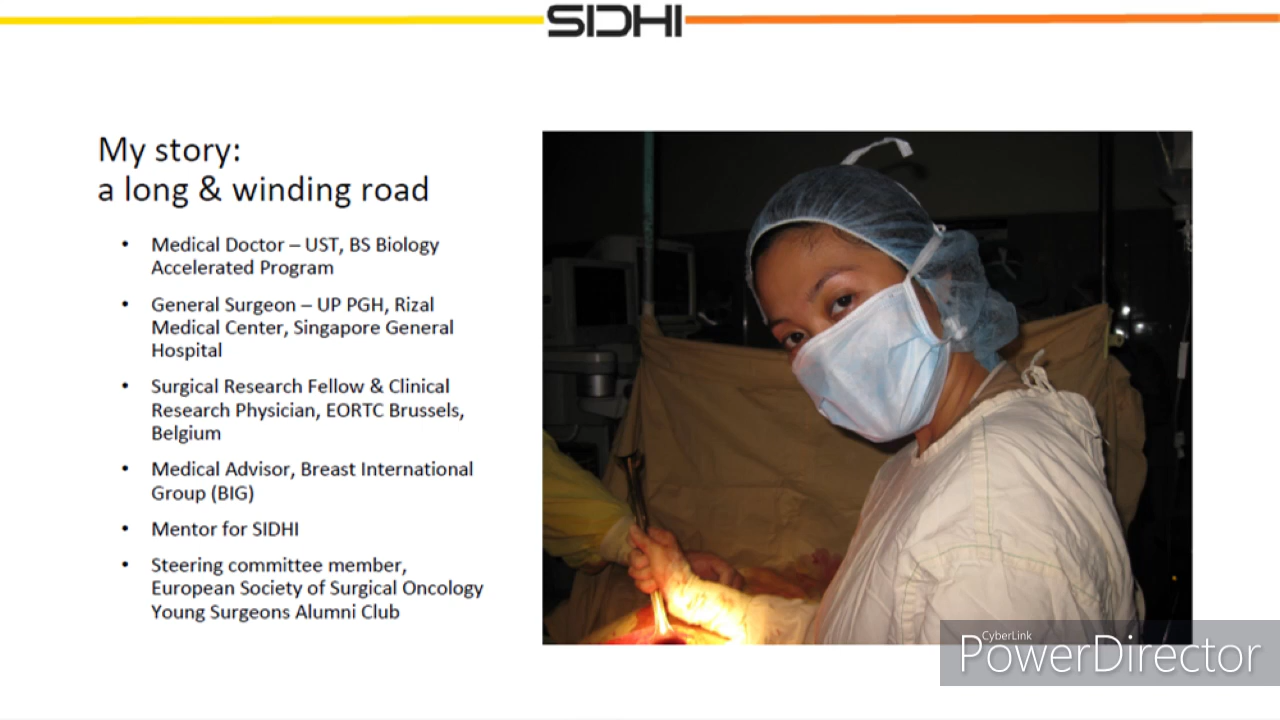 SIDHI
My story:
a long & winding road
• Medical Doctor – UST, BS Biology
Accelerated Program
• General Surgeon – UP PGH, Rizal
Medical Center, Singapore General
Hospital
• Surgical Research Fellow & Clinical
Research Physician, EORTC Brussels,
Belgium
• Medical Advisor, Breast International
Group (BIG)
• Mentor for SIDHI
• Steering committee member,
European Society of Surgical Oncology
Young Surgeons Alumni Club
CyberLink
PowerDirector